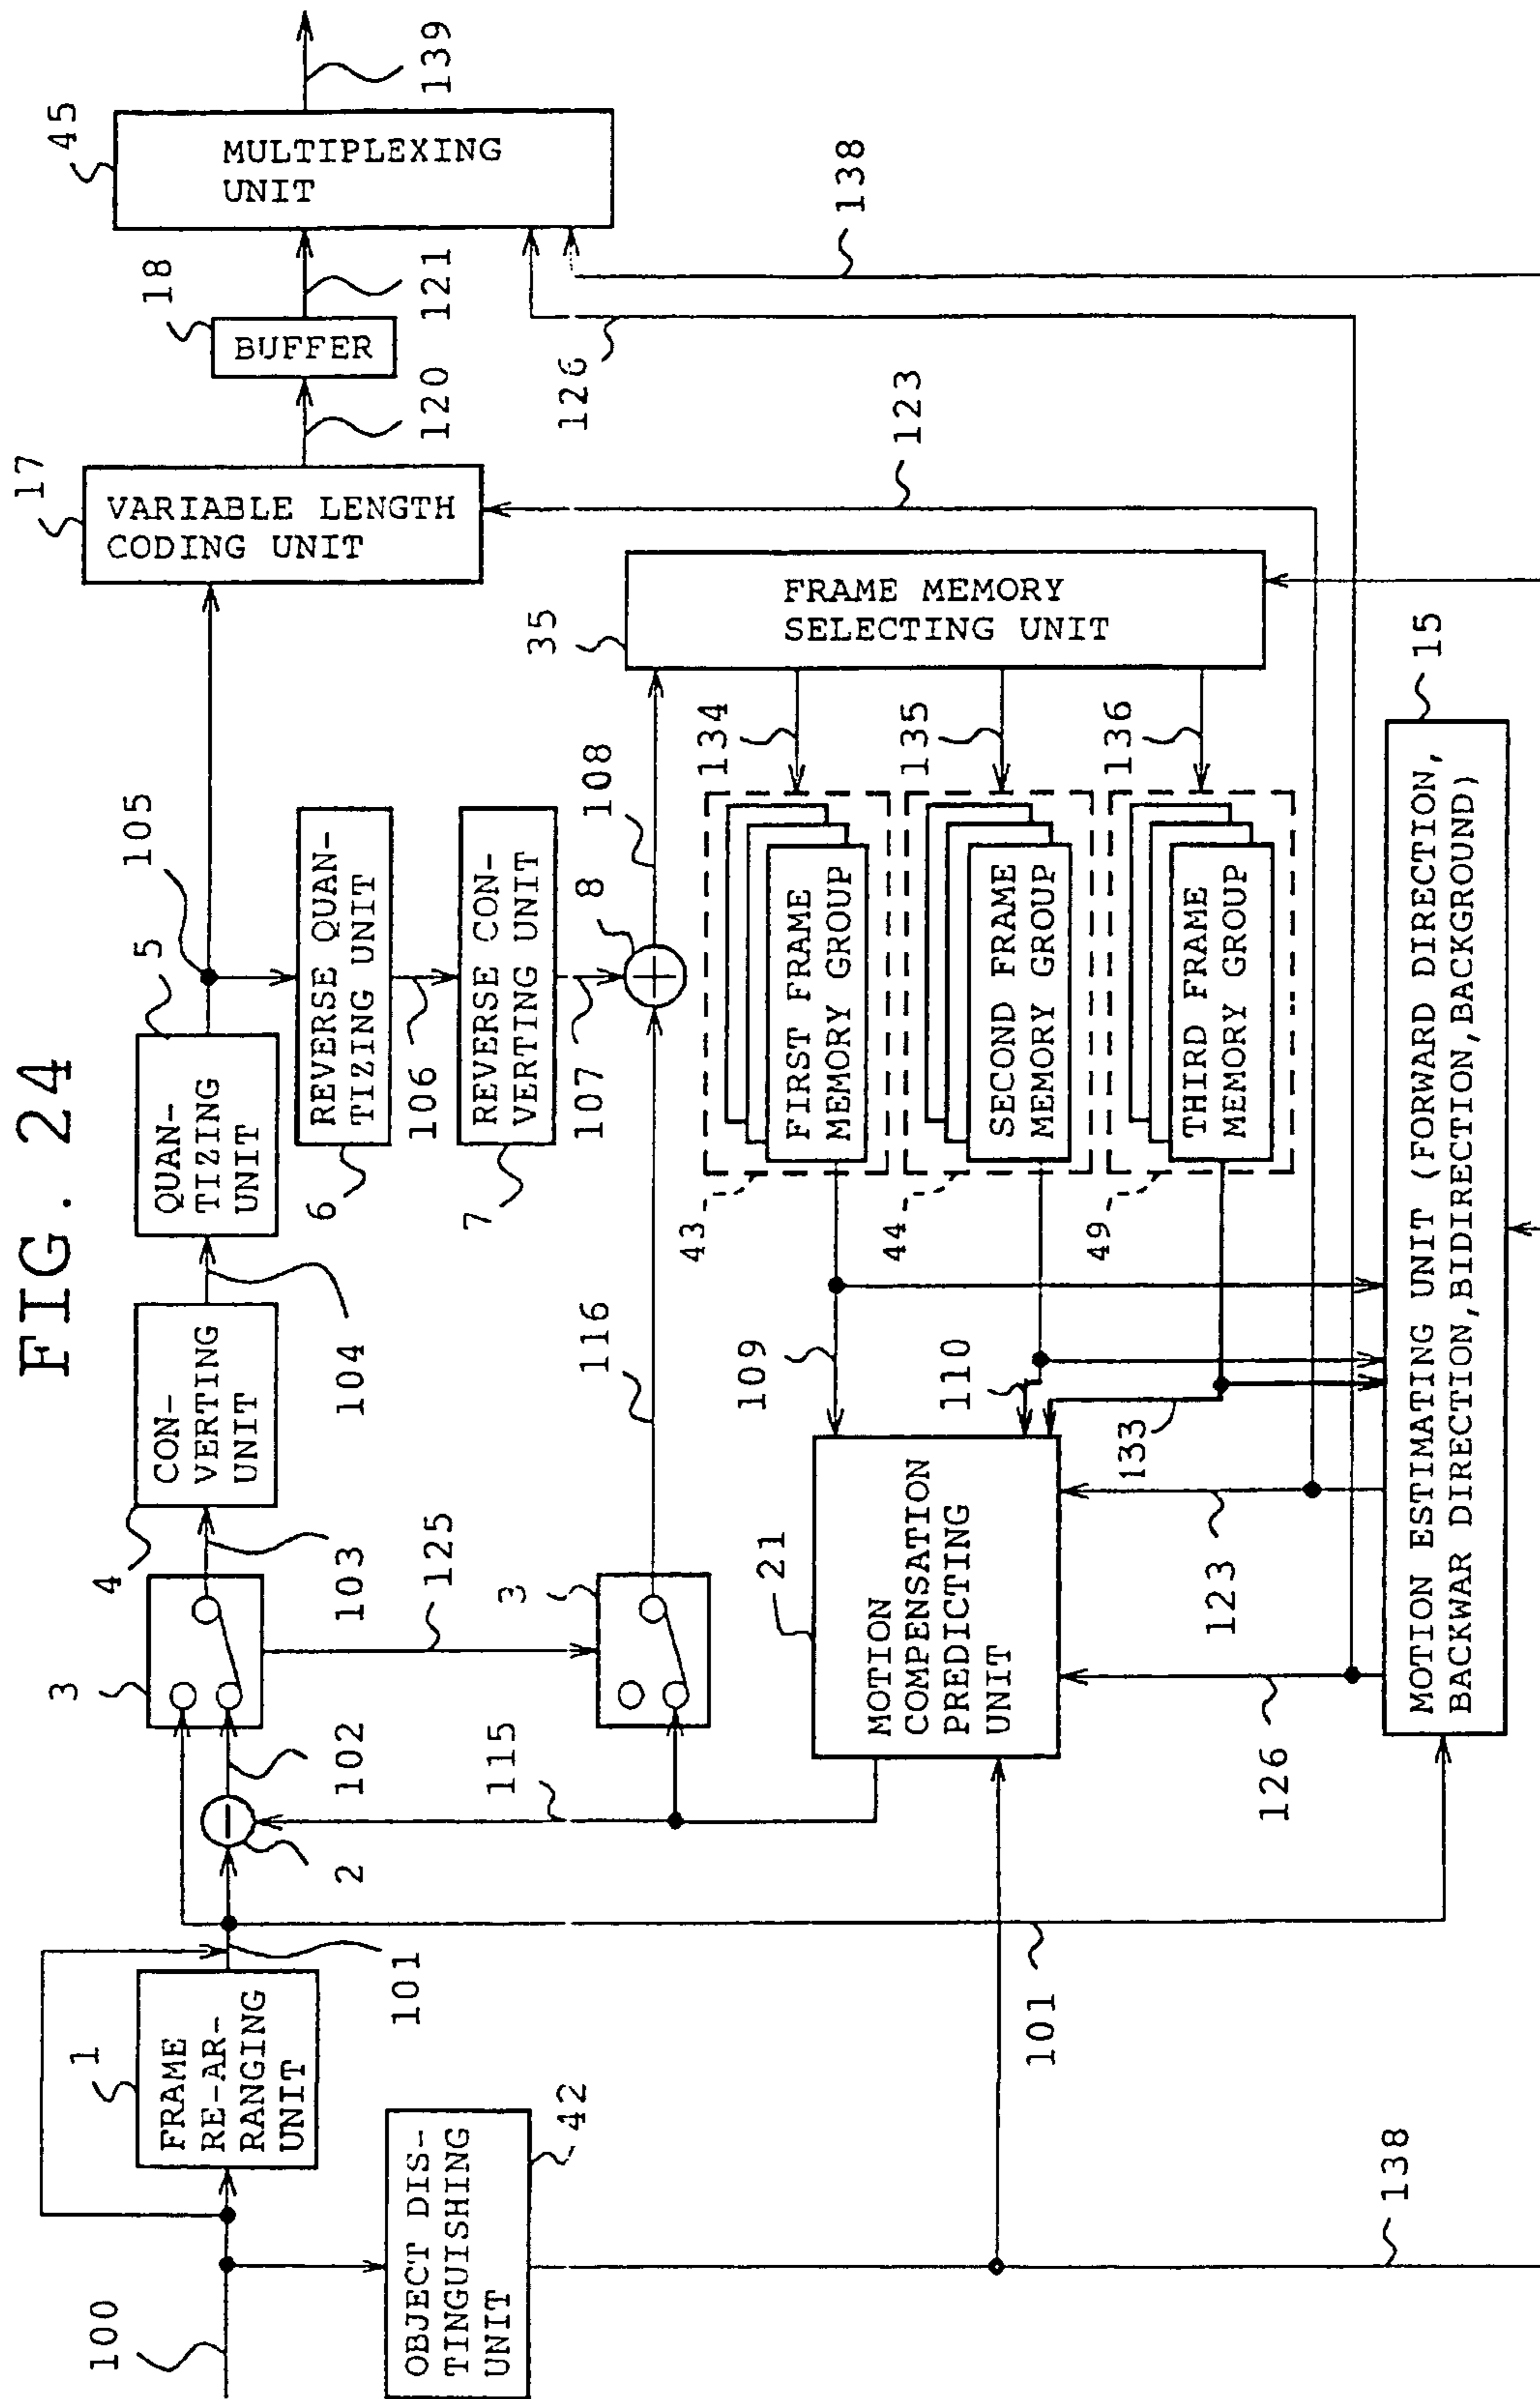 FIG. 24
100
1
FRAME
RE-AR-
RANGING
UNIT
101
2
102
3
103
4
CON-
VERTING
UNIT
104
QUAN-
TIZING
UNIT
5
105
17
VARIABLE LENGTH
CODING UNIT
120
18
BUFFER
121
45
MULTIPLEXING
UNIT
139
42
OBJECT DIS-
TINGUISHING
UNIT
115
125
3
116
6
REVERSE QUAN-
TIZING UNIT
106
7
REVERSE CON-
VERTING UNIT
107
8
108
35
FRAME MEMORY
SELECTING UNIT
123
126
138
101
21
MOTION
COMPENSATION
PREDICTING
UNIT
109
110
133
43
FIRST FRAME
MEMORY GROUP
134
44
SECOND FRAME
MEMORY GROUP
135
49
THIRD FRAME
MEMORY GROUP
136
126
123
15
MOTION ESTIMATING UNIT (FORWARD DIRECTION,
BACKWAR DIRECTION,BIDIRECTION,BACKGROUND)
138